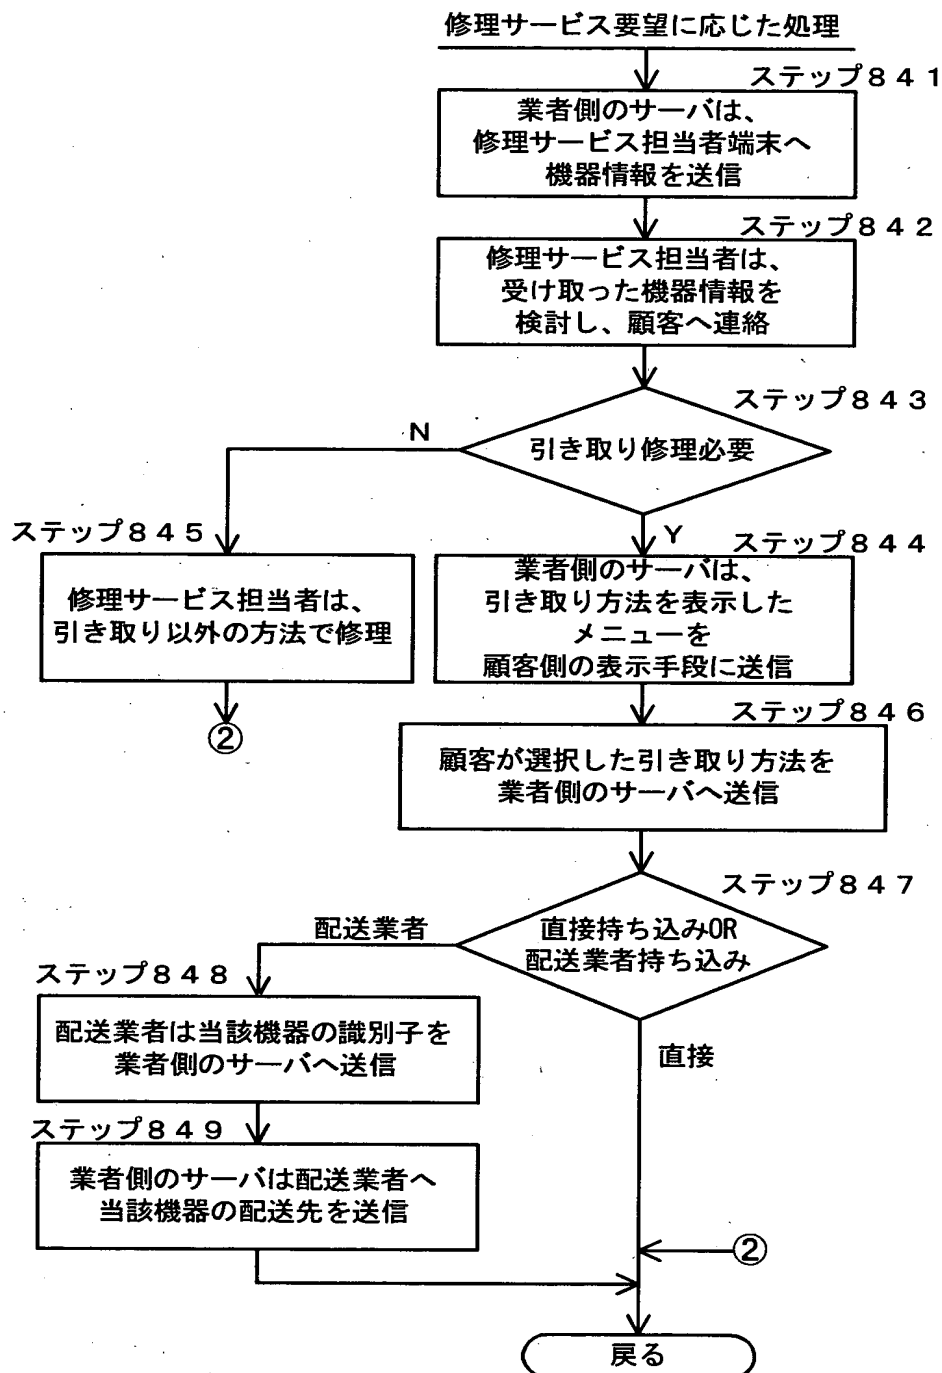 修理サービス要望に応じた処理
ステップ841
業者側のサーバは、
修理サービス担当者端末へ
機器情報を送信
ステップ842
修理サービス担当者は、
受け取った機器情報を
検討し、顧客へ連絡
ステップ843
引き取り修理必要
N
Y
ステップ845
修理サービス担当者は、
引き取り以外の方法で修理
②
ステップ844
業者側のサーバは、
引き取り方法を表示した
メニューを
顧客側の表示手段に送信
ステップ846
顧客が選択した引き取り方法を
業者側のサーバへ送信
ステップ847
直接持ち込みOR
配送業者持ち込み
配送業者
直接
ステップ848
配送業者は当該機器の識別子を
業者側のサーバへ送信
ステップ849
業者側のサーバは配送業者へ
当該機器の配送先を送信
②
戻る